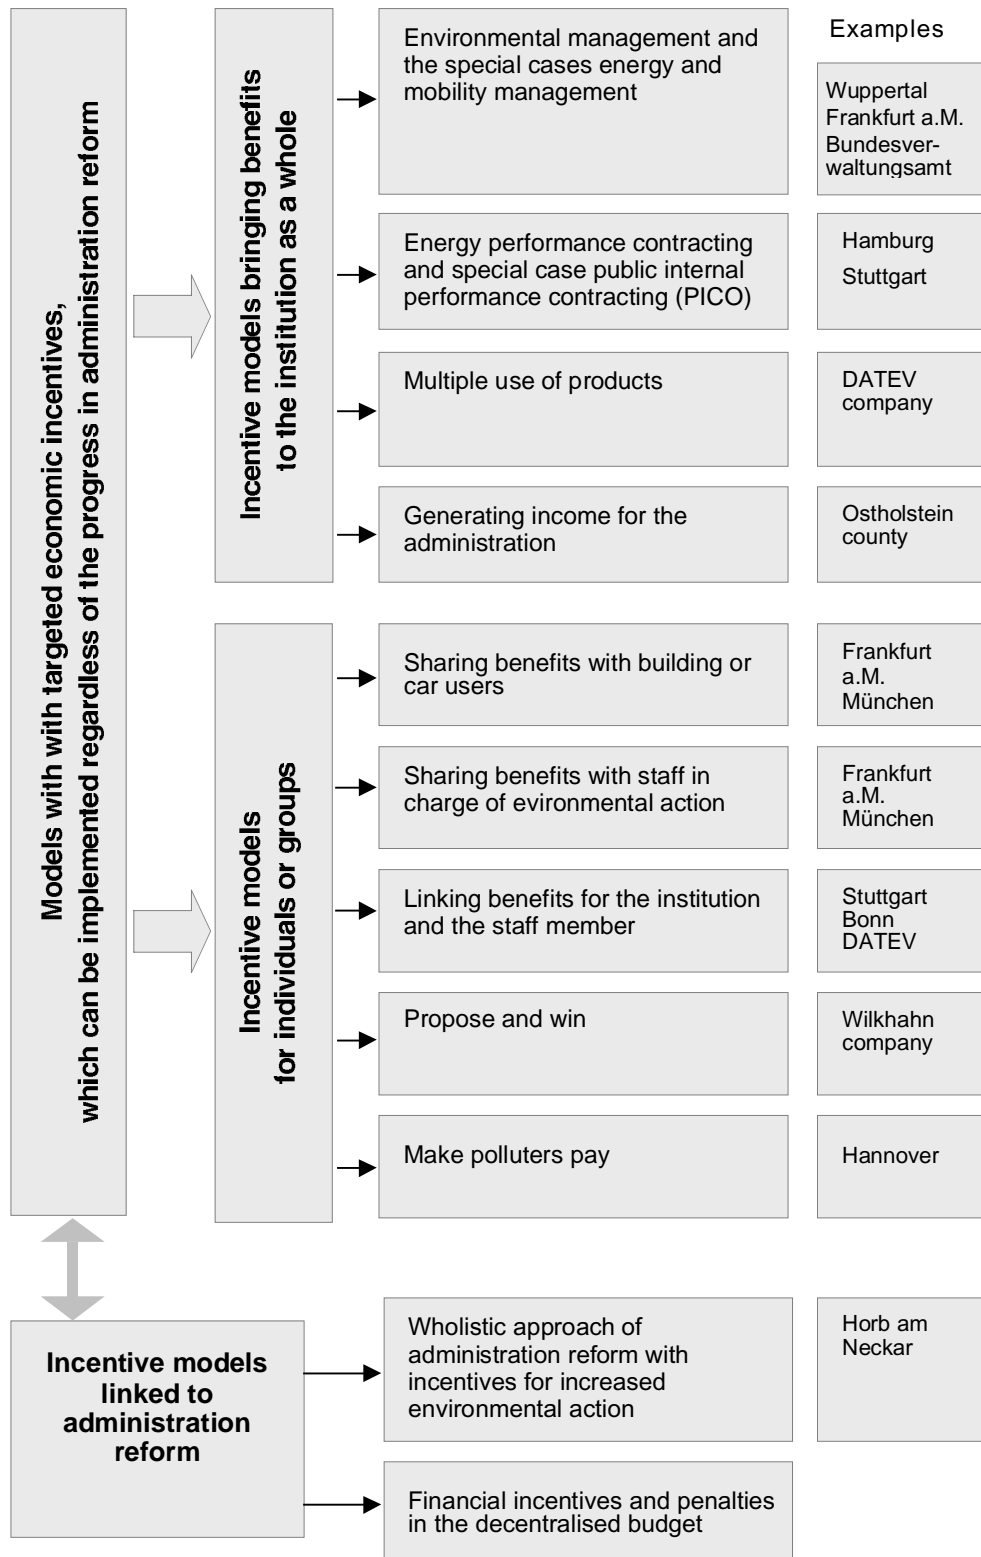 Models with with targeted economic incentives,
which can be implemented regardless of the progress in administration reform
Incentive models bringing benefits
to the institution as a whole
Examples
Environmental management and
the special cases energy and
mobility management
Wuppertal
Frankfurt a.M.
Bundesver-
waltungsamt
Energy performance contracting
and special case public internal
performance contracting (PICO)
Hamburg
Stuttgart
Multiple use of products
DATEV
company
Generating income for the
administration
Ostholstein
county
Incentive models
for individuals or groups
Sharing benefits with building or
car users
Frankfurt
a.M.
München
Sharing benefits with staff in
charge of evironmental action
Frankfurt
a.M.
München
Linking benefits for the institution
and the staff member
Stuttgart
Bonn
DATEV
Propose and win
Wilkhahn
company
Make polluters pay
Hannover
Incentive models
linked to
administration
reform
Wholistic approach of
administration reform with
incentives for increased
environmental action
Horb am
Neckar
Financial incentives and penalties
in the decentralised budget